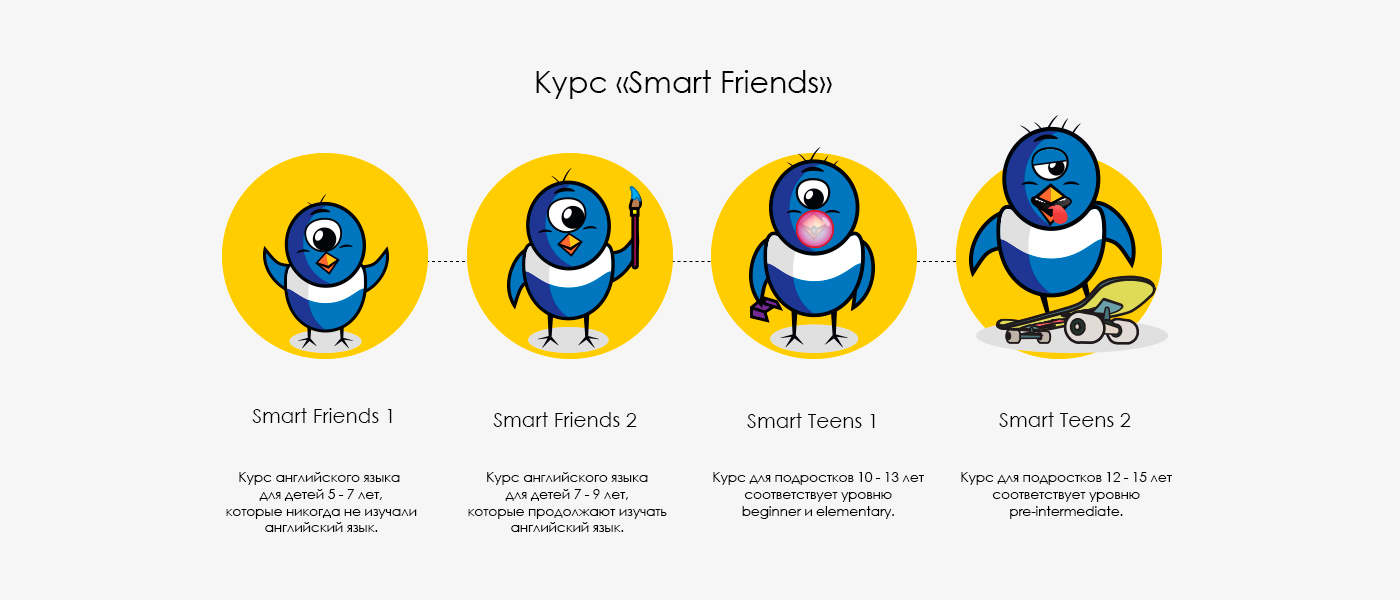 Курс «Smart Friends»
Smart Friends 1
Курс английского языка
для детей 5 - 7 лет,
которые никогда не изучали
английский язык.
Smart Friends 2
Курс английского языка
для детей 7 - 9 лет,
которые продолжают изучать
английский язык.
Smart Teens 1
Курс для подростков 10 - 13 лет
соответствует уровню
beginner и elementary.
Smart Teens 2
Курс для подростков 12 - 15 лет
соответствует уровню
pre-intermediate.